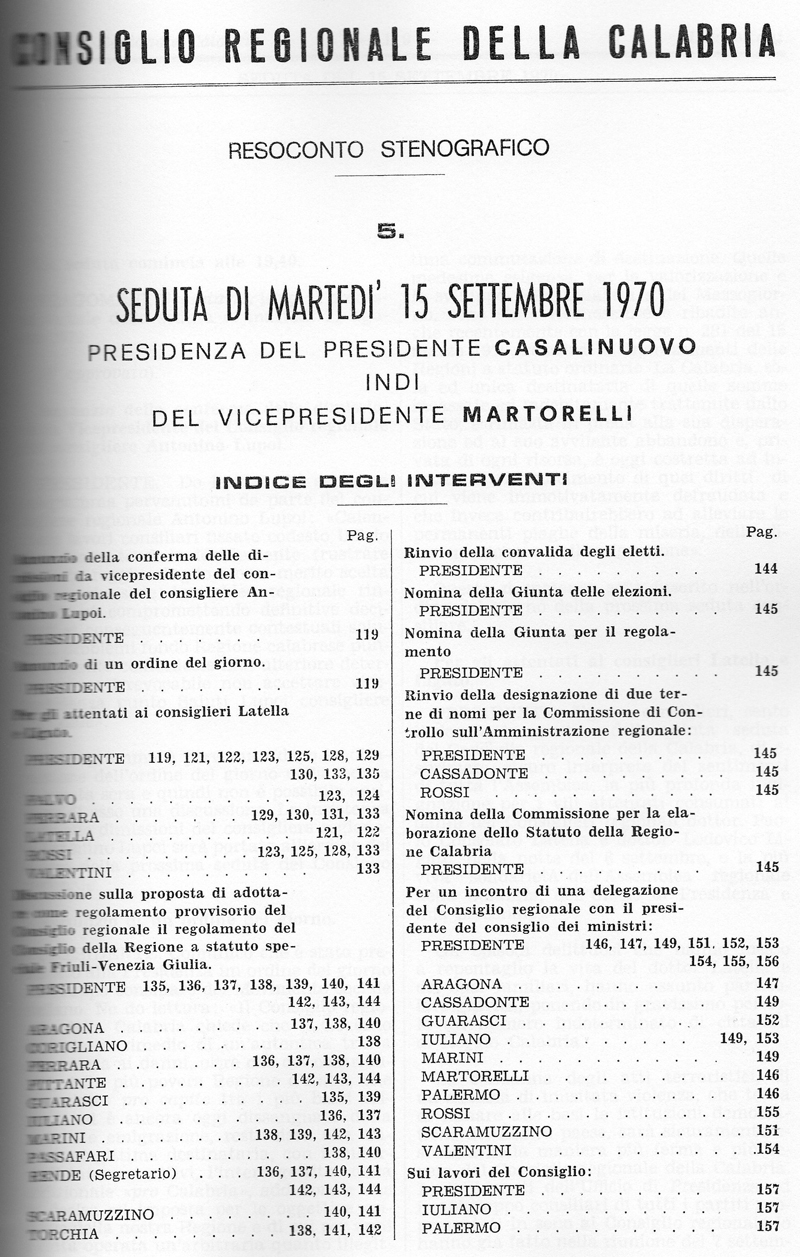 CONSIGLIO REGIONALE DELLA CALABRIA
RESOCONTO STENOGRAFICO
5.
SEDUTA DI MARTEDI' 15 SETTEMBRE 1970
PRESIDENZA DEL PRESIDENTE CASALINUOVO
INDI
DEL VICEPRESIDENTE MARTORELLI
INDICE DEGLI INTERVENTI
Pag.
della conferma delle di-
da vicepresidente del con-
regionale del consigliere An-
Lupoi.
PRESIDENTE . . . . . . . 119
di un ordine del giorno.
PRESIDENTE . . . . . . . 119
Per gli attentati ai consiglieri Latella
PRESIDENTE 119, 121, 122, 123, 125, 128, 129
130, 133, 135
. . . . . . . 123, 124
FERRARA . . . . . 129, 130, 131, 133
LATELLA . . . . . . . 121, 122
ROSSI . . . . . . 123, 125, 128, 133
VALENTINI . . . . . . . 133
sulla proposta di adotta-
come regolamento provvisorio del
Consiglio regionale il regolamento del
Consiglio della Regione a statuto spe-
Friuli-Venezia Giulia.
PRESIDENTE 135, 136, 137, 138, 139, 140, 141
142, 143, 144
ARAGONA . . . . . . 137, 138, 140
CORIGLIANO . . . . . . . 138
FERRARA . . . . . 136, 137, 138, 140
. . . . . . 142, 143, 144
GUARASCI . . . . . . . 135, 139
IULIANO . . . . . . . 136, 137
MARINI . . . . . 138, 139, 142, 143
PASSAFARI . . . . . . . 138, 140
RENDE (Segretario) . . . 136, 137, 140, 141
142, 143, 144
SCARAMUZZINO . . . . . . 140, 141
TORCHIA . . . . . . 138, 141, 142
Pag.
Rinvio della convalida degli eletti.
PRESIDENTE . . . . . . . 144
Nomina della Giunta delle elezioni.
PRESIDENTE . . . . . . . 145
Nomina della Giunta per il regola-
mento
PRESIDENTE . . . . . . . 145
Rinvio della designazione di due ter-
ne di nomi per la Commissione di Con-
trollo sull'Amministrazione regionale:
PRESIDENTE . . . . . . . 145
CASSADONTE . . . . . . . 145
ROSSI . . . . . . . 145
Nomina della Commissione per la ela-
borazione dello Statuto della Regio-
ne Calabria
PRESIDENTE . . . . . . . 145
Per un incontro di una delegazione
del Consiglio regionale con il presi-
dente del consiglio dei ministri:
PRESIDENTE 146, 147, 149, 151, 152, 153
154, 155, 156
ARAGONA . . . . . . . 147
CASSADONTE . . . . . . . 149
GUARASCI . . . . . . . 152
IULIANO . . . . . . . 149, 153
MARINI . . . . . . . 149
MARTORELLI . . . . . . . 146
PALERMO . . . . . . . 146
ROSSI . . . . . . . 155
SCARAMUZZINO . . . . . . . 151
VALENTINI . . . . . . . 154
Sui lavori del Consiglio:
PRESIDENTE . . . . . . . 157
IULIANO . . . . . . . 157
PALERMO . . . . . . . 157